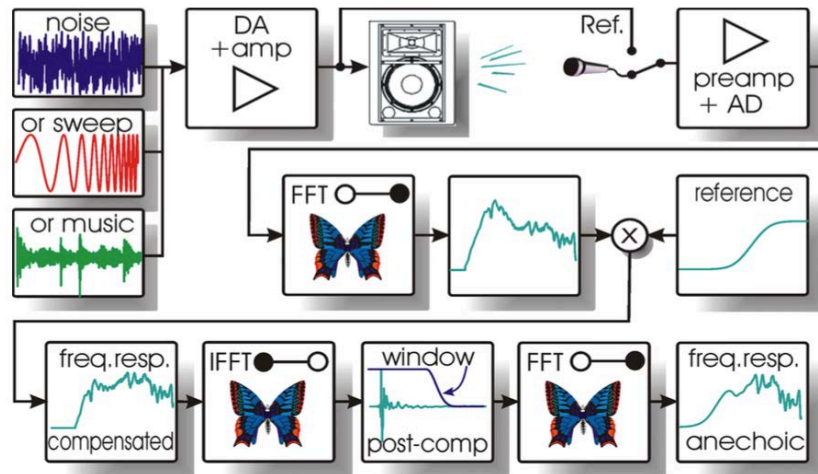 noise
DA
+amp
Ref.
preamp
+ AD
or sweep
or music
FFT
X
reference
freq.resp.
compensated
IFFT
window
post-comp
FFT
freq.resp.
anechoic